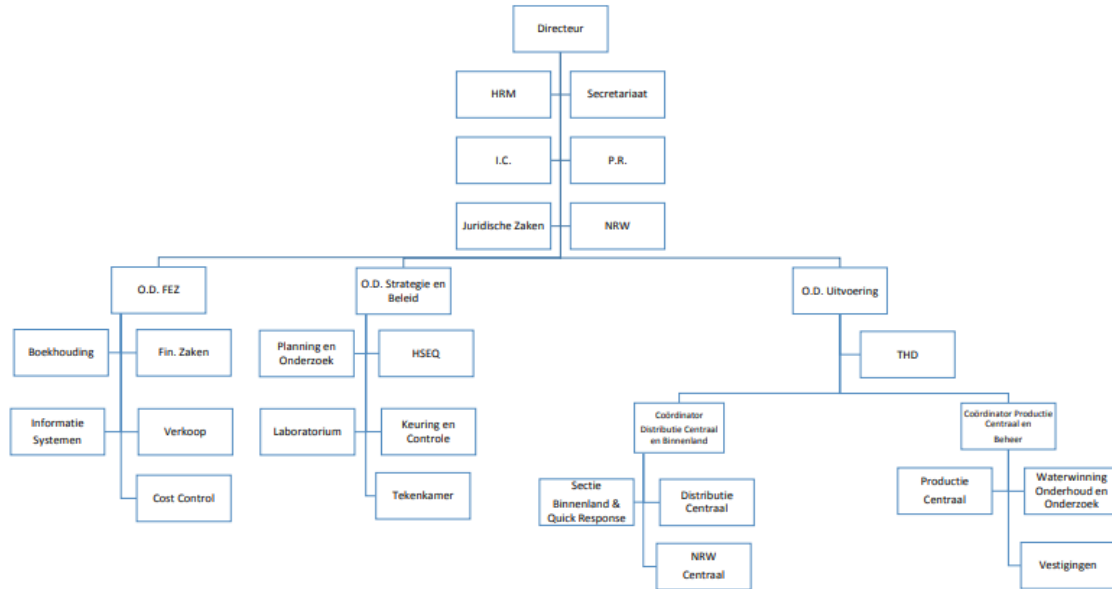 Directeur
HRM
Secretariaat
I.C.
P.R.
Juridische Zaken
NRW
O.D. FEZ
O.D. Strategie en
Beleid
O.D. Uitvoering
Boekhouding
Fin. Zaken
Informatie
Systemen
Verkoop
Cost Control
Planning en
Onderzoek
HSEQ
Laboratorium
Keuring en
Controle
Tekenkamer
THD
Coördinator
Distributie Centraal
en Binnenland
Sectie
Binnenland &
Quick Response
Distributie
Centraal
NRW
Centraal
Coördinator Productie
Centraal en
Beheer
Productie
Centraal
Waterwinning
Onderhoud en
Onderzoek
Vestigingen